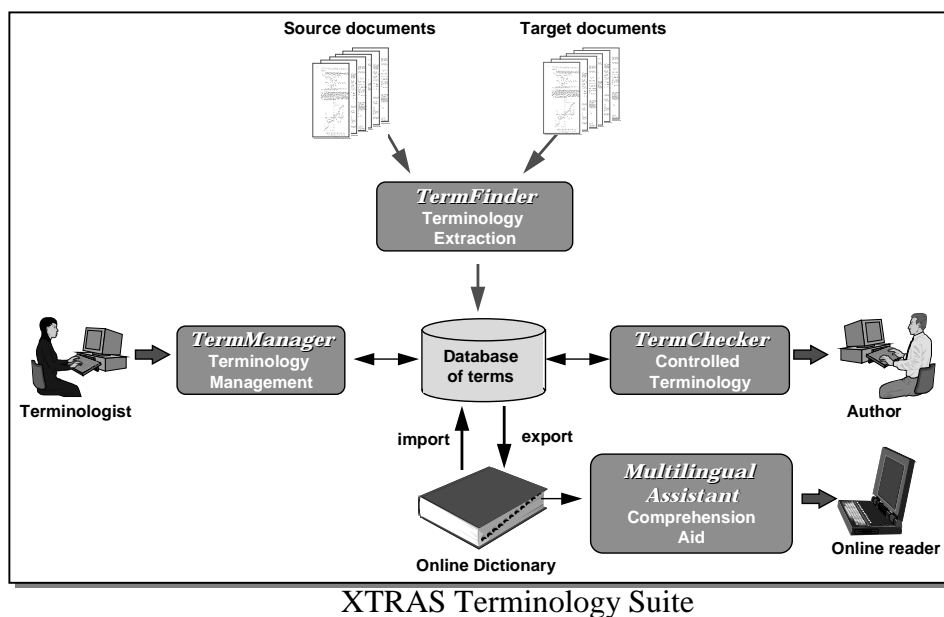 Source documents
Target documents
TermFinder
Terminology
Extraction
TermManager
Terminology
Management
Database
of terms
TermChecker
Controlled
Terminology
Terminologist
Author
import
export
Multilingual
Assistant
Comprehension
Aid
Online Dictionary
Online reader
XTRAS Terminology Suite